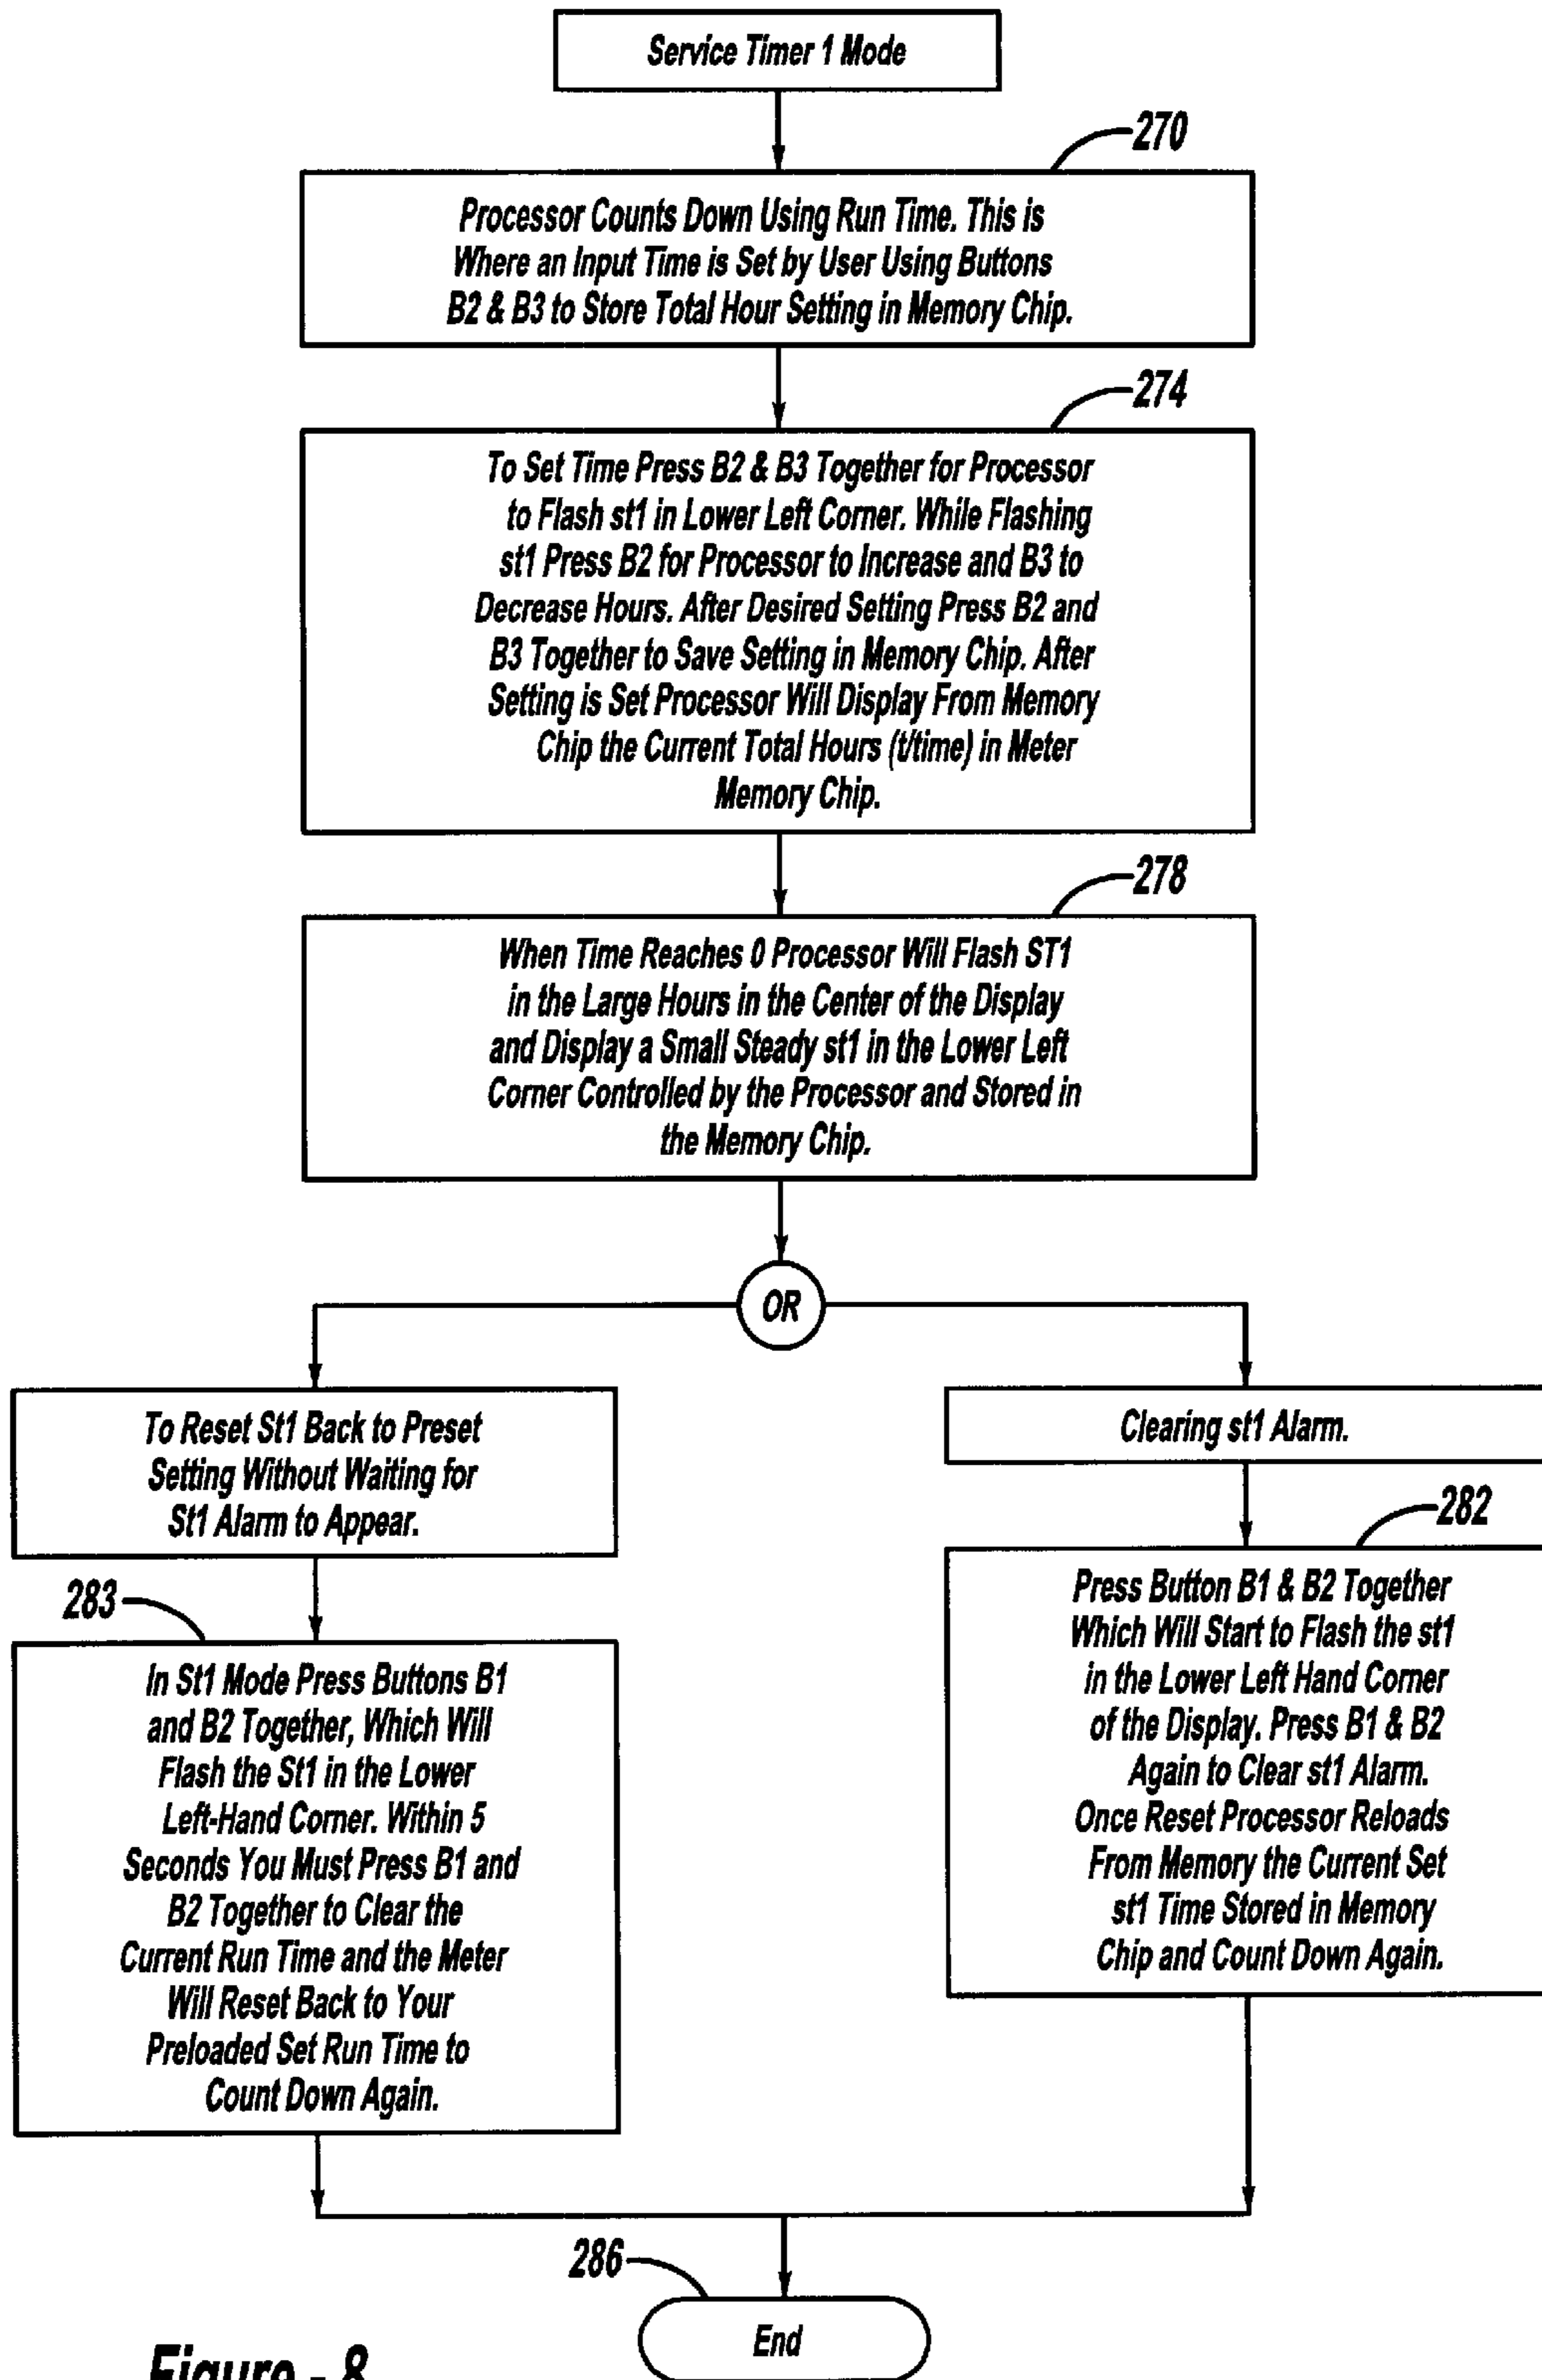 Service Timer 1 Mode
270
Processor Counts Down Using Run Time. This is
Where an Input Time is Set by User Using Buttons
B2 & B3 to Store Total Hour Setting in Memory Chip.
274
To Set Time Press B2 & B3 Together for Processor
to Flash st1 in Lower Left Corner. While Flashing
st1 Press B2 for Processor to Increase and B3 to
Decrease Hours. After Desired Setting Press B2 and
B3 Together to Save Setting in Memory Chip. After
Setting is Set Processor Will Display From Memory
Chip the Current Total Hours (t/time) in Meter
Memory Chip.
278
When Time Reaches 0 Processor Will Flash ST1
in the Large Hours in the Center of the Display
and Display a Small Steady st1 in the Lower Left
Corner Controlled by the Processor and Stored in
the Memory Chip.
OR
To Reset St1 Back to Preset
Setting Without Waiting for
St1 Alarm to Appear.
283
In St1 Mode Press Buttons B1
and B2 Together, Which Will
Flash the St1 in the Lower
Left-Hand Corner. Within 5
Seconds You Must Press B1 and
B2 Together to Clear the
Current Run Time and the Meter
Will Reset Back to Your
Preloaded Set Run Time to
Count Down Again.
Clearing st1 Alarm.
282
Press Button B1 & B2 Together
Which Will Start to Flash the st1
in the Lower Left Hand Corner
of the Display. Press B1 & B2
Again to Clear st1 Alarm.
Once Reset Processor Reloads
From Memory the Current Set
st1 Time Stored in Memory
Chip and Count Down Again.
286
End
Figure - 8